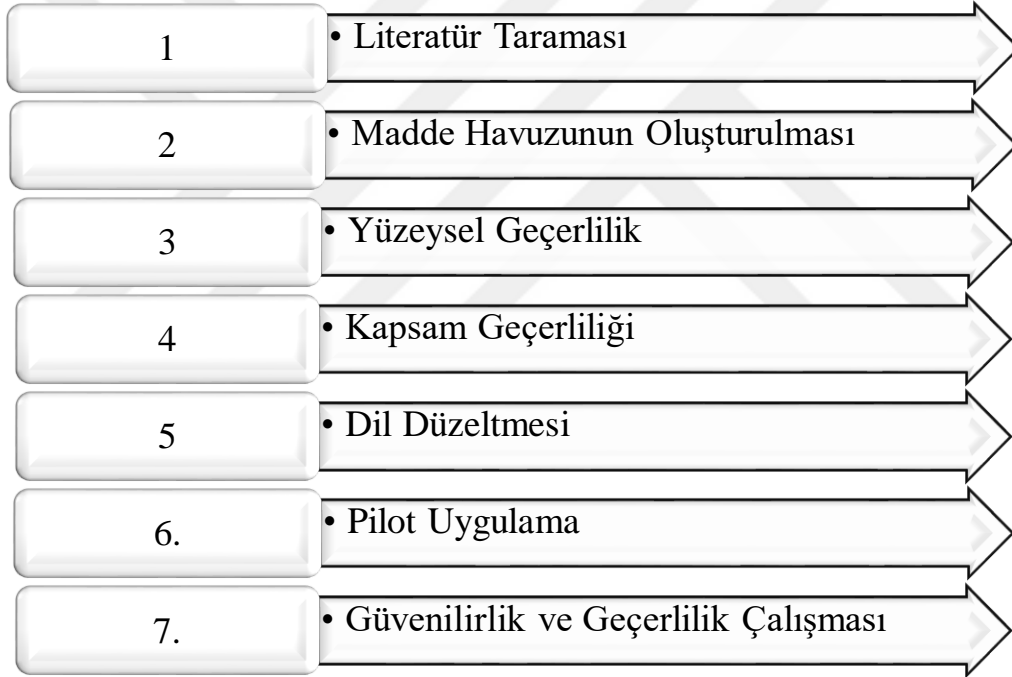 1 • Literatür Taraması
2 • Madde Havuzunun Oluşturulması
3 • Yüzeysel Geçerlilik
4 • Kapsam Geçerliliği
5 • Dil Düzeltmesi
6. • Pilot Uygulama
7. • Güvenilirlik ve Geçerlilik Çalışması